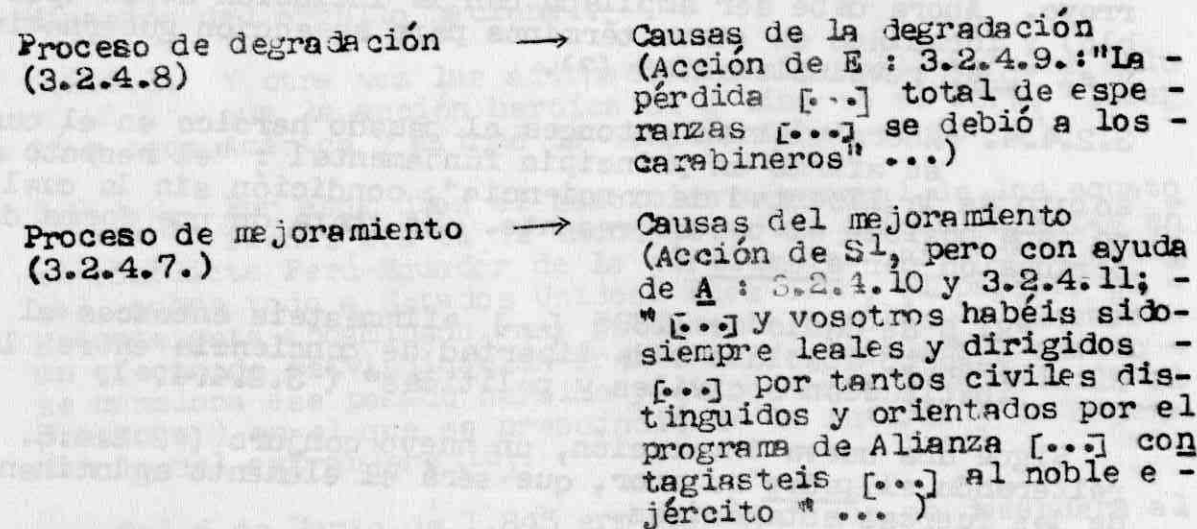 Proceso de degradación → Causas de la degradación
(3.2.4.8) (Acción de E : 3.2.4.9.:"La -
pérdida [...] total de espe -
ranzas [...] se debió a los -
carabineros" ...)
Proceso de mejoramiento → Causas del mejoramiento
(3.2.4.7.) (Acción de S1, pero con ayuda
de A : 3.2.4.10 y 3.2.4.11; -
" [...] y vosotros habéis sido-
siempre leales y dirigidos -
[...] por tantos civiles dis-
tinguidos y orientados por el
programa de Alianza [...] con
tagiasteis [...] al noble e -
jército " ... )